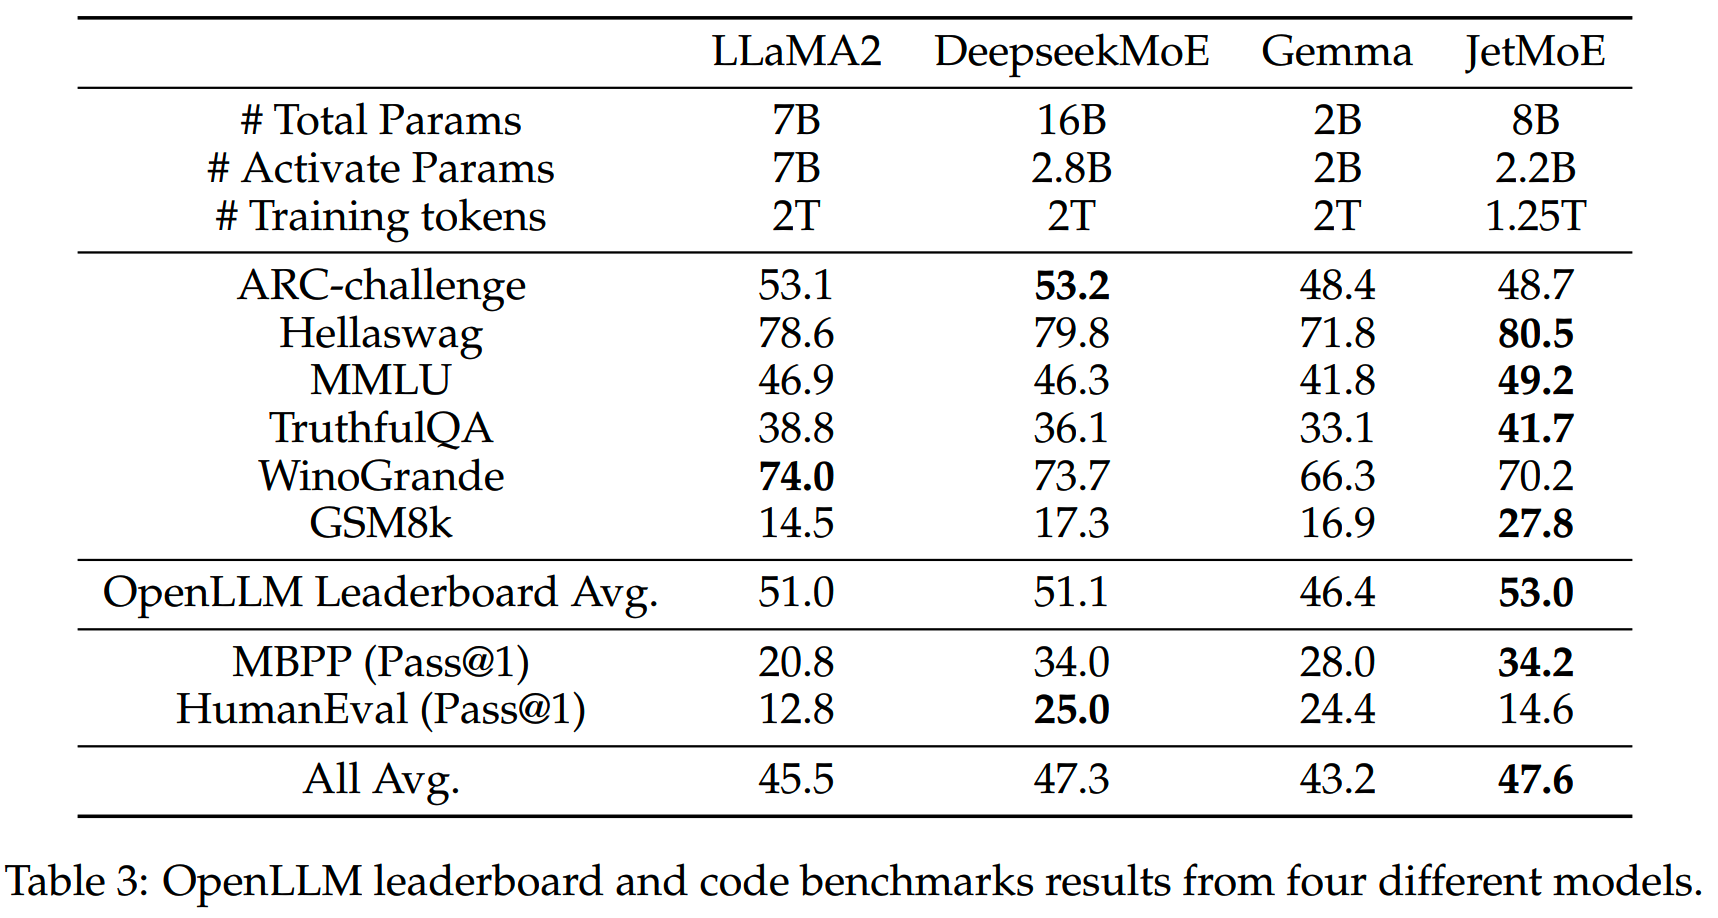 LLaMA2 DeepseekMoE Gemma JetMoE
# Total Params 7B 16B 2B 8B
# Activate Params 7B 2.8B 2B 2.2B
# Training tokens 2T 2T 2T 1.25T
ARC-challenge 53.1 53.2 48.4 48.7
Hellaswag 78.6 79.8 71.8 80.5
MMLU 46.9 46.3 41.8 49.2
TruthfulQA 38.8 36.1 33.1 41.7
WinoGrande 74.0 73.7 66.3 70.2
GSM8k 14.5 17.3 16.9 27.8
OpenLLM Leaderboard Avg. 51.0 51.1 46.4 53.0
MBPP (Pass@1) 20.8 34.0 28.0 34.2
HumanEval (Pass@1) 12.8 25.0 24.4 14.6
All Avg. 45.5 47.3 43.2 47.6
Table 3: OpenLLM leaderboard and code benchmarks results from four different models.